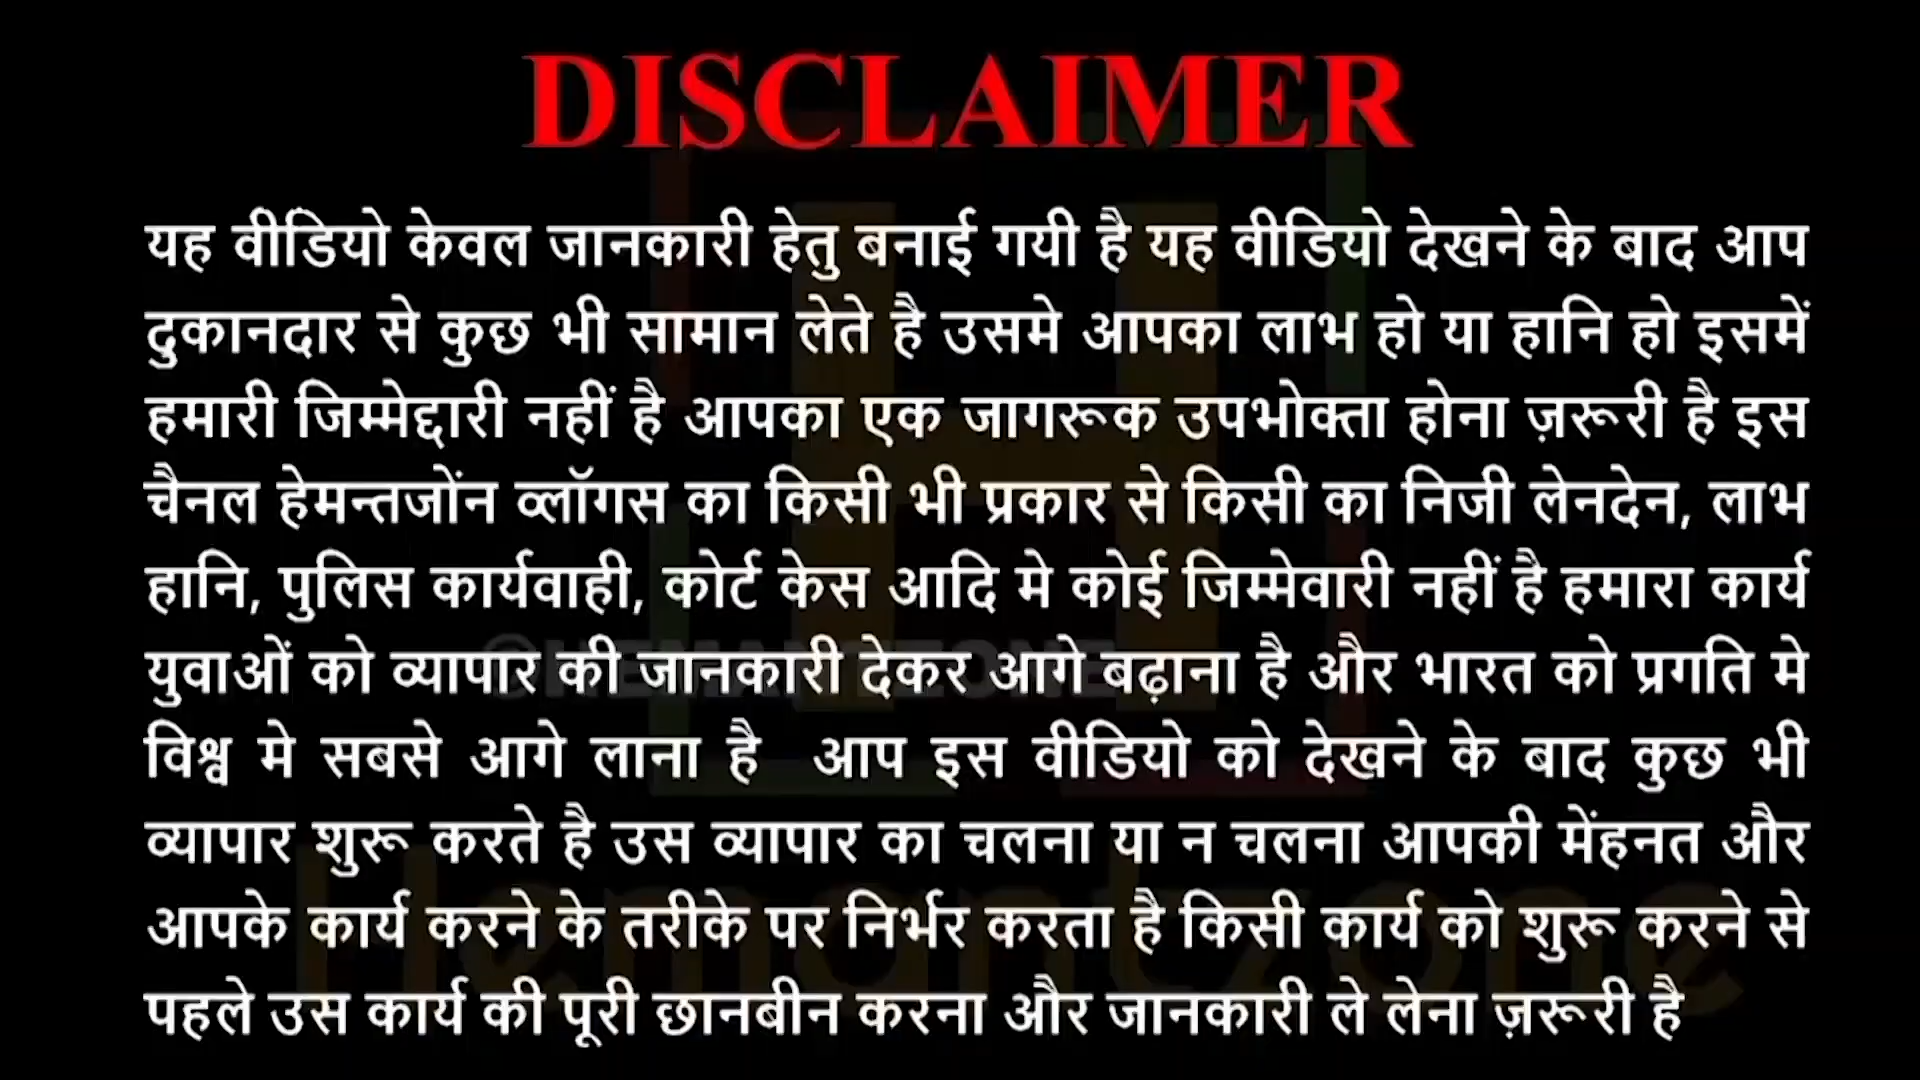 DISCLAIMER
यह वीडियो केवल जानकारी हेतु बनाई गयी है यह वीडियो देखने के बाद आप
दुकानदार से कुछ भी सामान लेते है उसमे आपका लाभ हो या हानि हो इसमें
हमारी जिम्मेद्दारी नहीं है आपका एक जागरूक उपभोक्ता होना ज़रूरी है इस
चैनल हेमन्तजोंन व्लॉगस का किसी भी प्रकार से किसी का निजी लेनदेन, लाभ
हानि, पुलिस कार्यवाही, कोर्ट केस आदि मे कोई जिम्मेवारी नहीं है हमारा कार्य
युवाओं को व्यापार की जानकारी देकर आगे बढ़ाना है और भारत को प्रगति मे
विश्व मे सबसे आगे लाना है आप इस वीडियो को देखने के बाद कुछ भी
व्यापार शुरू करते है उस व्यापार का चलना या न चलना आपकी मेंहनत और
आपके कार्य करने के तरीके पर निर्भर करता है किसी कार्य को शुरू करने से
पहले उस कार्य की पूरी छानबीन करना और जानकारी ले लेना ज़रूरी है
@HEMANTZONE
Hemantzone